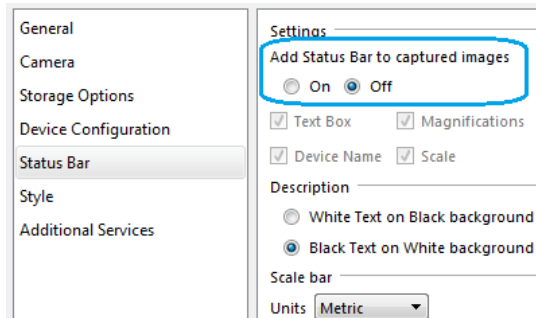 General
Camera
Storage Options
Device Configuration
Status Bar
Style
Additional Services
Settings
Add Status Bar to captured images
On Off
Text Box Magnifications
Device Name Scale
Description
White Text on Black background
Black Text on White background
Scale bar
Units Metric